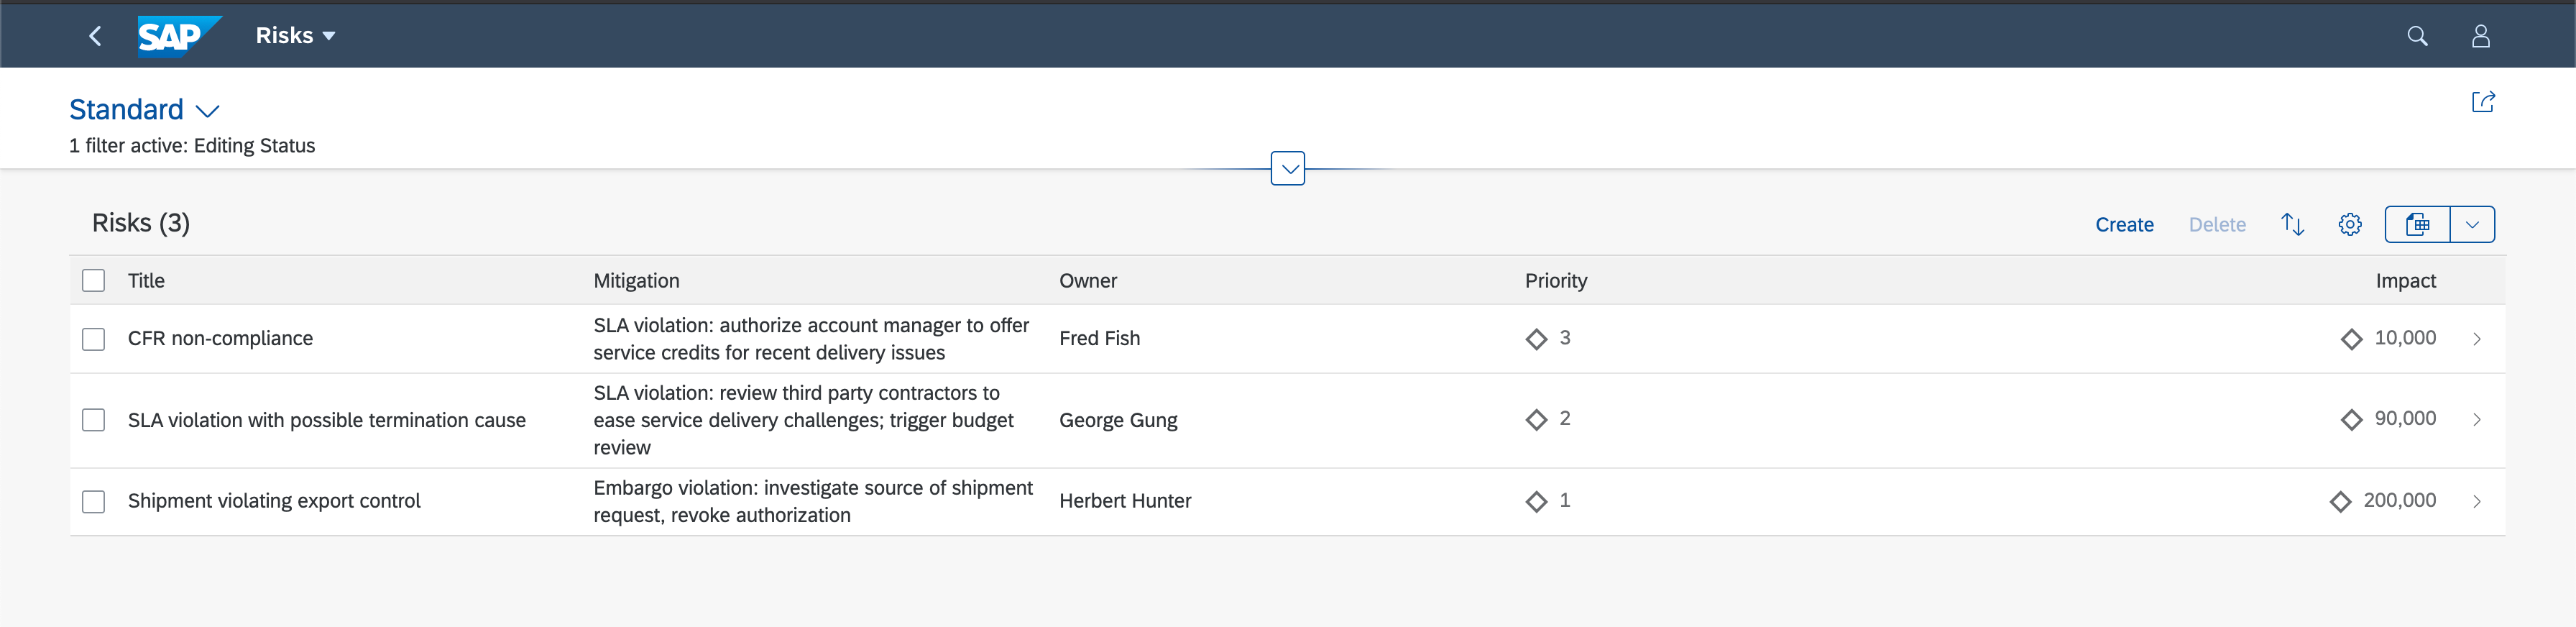 SAP Risks
Standard
1 filter active: Editing Status
Risks (3)
Create Delete
Title Mitigation Owner Priority Impact
CFR non-compliance
SLA violation: authorize account manager to offer
service credits for recent delivery issues
Fred Fish
3
10,000
SLA violation with possible termination cause
SLA violation: review third party contractors to
ease service delivery challenges; trigger budget
review
George Gung
2
90,000
Shipment violating export control
Embargo violation: investigate source of shipment
request, revoke authorization
Herbert Hunter
1
200,000